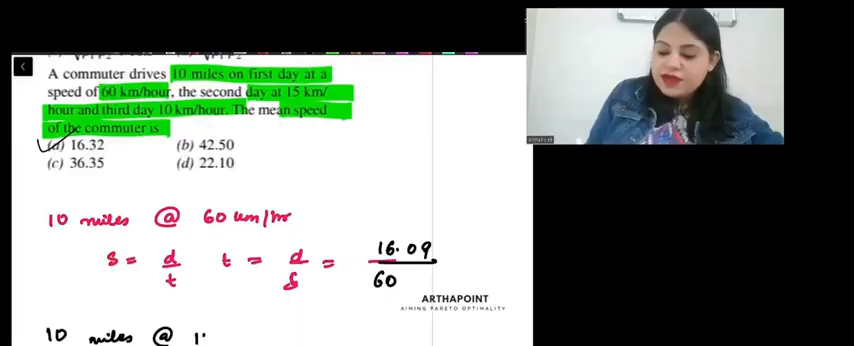 A commuter drives 10 miles on first day at a
speed of 60 km/hour, the second day at 15 km/
hour and third day 10 km/hour. The mean speed
of the commuter is
(a) 16.32 (b) 42.50
(c) 36.35 (d) 22.10
10 miles @ 60 km/hr
s = d/t t = d/s = 16.09/60
ARTHAPOINT
AIMING PARETO OPTIMALITY
10 miles @